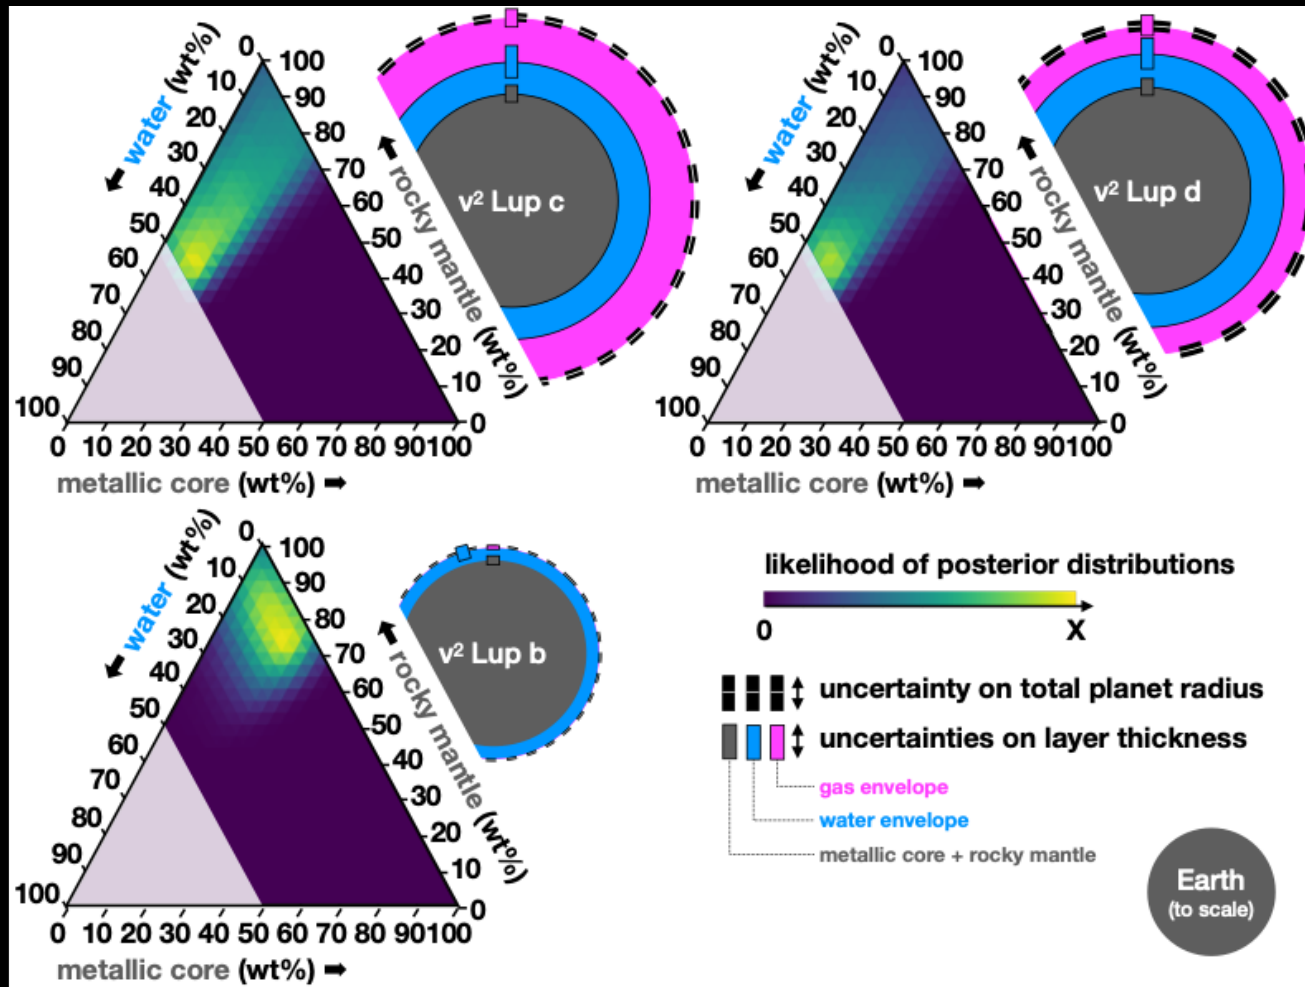 water (wt%)
0
10
20
30
40
50
60
70
80
90
100
100
90
80
70
60
50
40
30
20
10
0
rocky mantle (wt%)
0 10 20 30 40 50 60 70 80 90 100
metallic core (wt%) ➡
ν² Lup c
water (wt%)
0
10
20
30
40
50
60
70
80
90
100
100
90
80
70
60
50
40
30
20
10
0
rocky mantle (wt%)
0 10 20 30 40 50 60 70 80 90 100
metallic core (wt%) ➡
ν² Lup d
water (wt%)
0
10
20
30
40
50
60
70
80
90
100
100
90
80
70
60
50
40
30
20
10
0
rocky mantle (wt%)
0 10 20 30 40 50 60 70 80 90 100
metallic core (wt%) ➡
ν² Lup b
likelihood of posterior distributions
0 X
uncertainty on total planet radius
uncertainties on layer thickness
gas envelope
water envelope
metallic core + rocky mantle
Earth
(to scale)